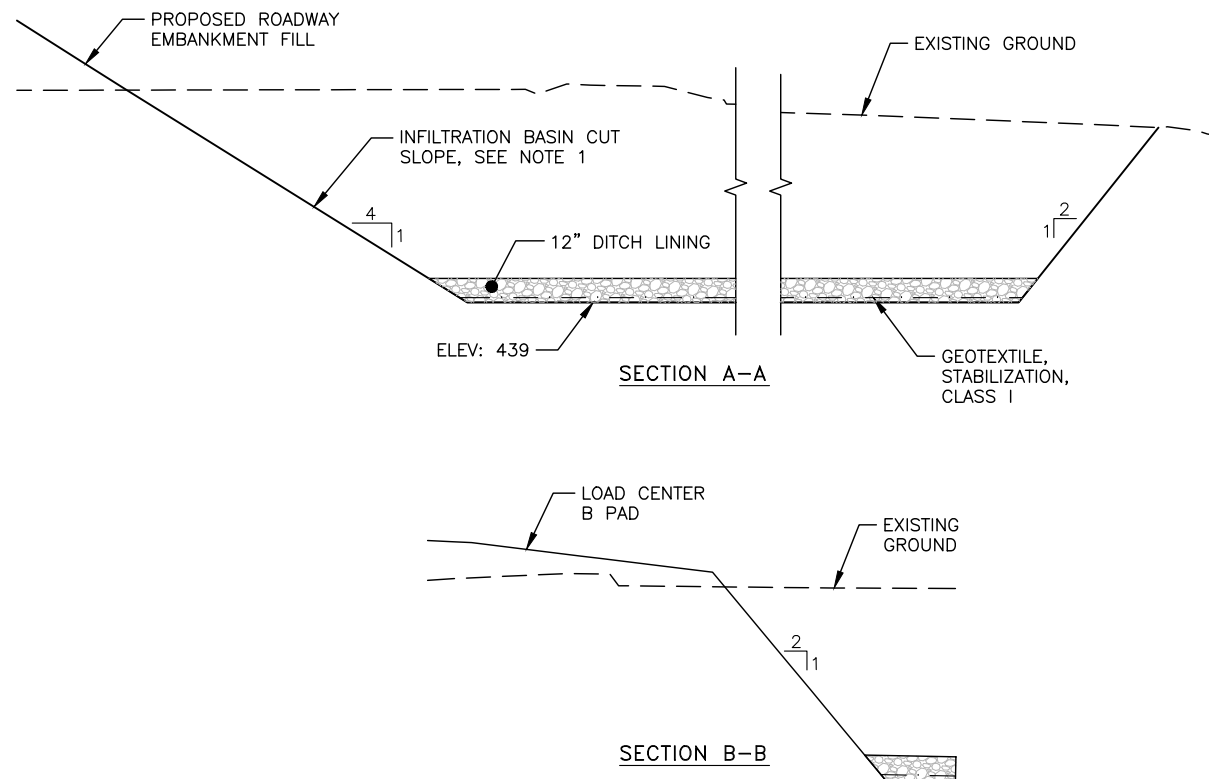 PROPOSED ROADWAY
EMBANKMENT FILL
EXISTING GROUND
INFILTRATION BASIN CUT
SLOPE, SEE NOTE 1
4
1
2
1
12” DITCH LINING
ELEV: 439
SECTION A–A
GEOTEXTILE,
STABILIZATION,
CLASS I
LOAD CENTER
B PAD
EXISTING
GROUND
2
1
SECTION B–B